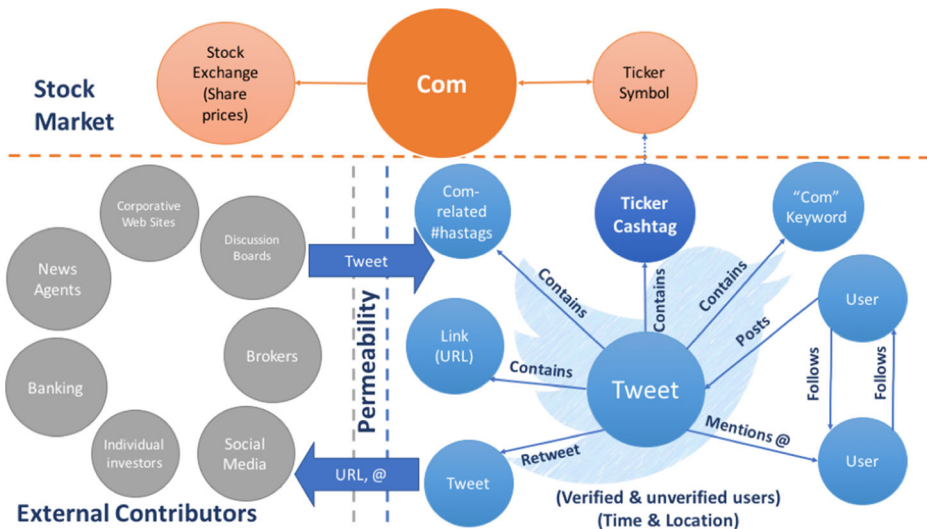 Stock
Exchange
(Share
prices)
Com
Ticker
Symbol
Stock
Market
Corporative
Web Sites
Discussion
Boards
News
Agents
Brokers
Banking
Individual
investors
Social
Media
External Contributors
Permeability
Tweet
URL, @
Com-
related
#hastags
Ticker
Cashtag
“Com”
Keyword
Contains
Contains
Contains
Link
(URL)
Contains
Tweet
Posts
User
Follows
Follows
Mentions @
User
Retweet
Tweet
(Verified & unverified users)
(Time & Location)